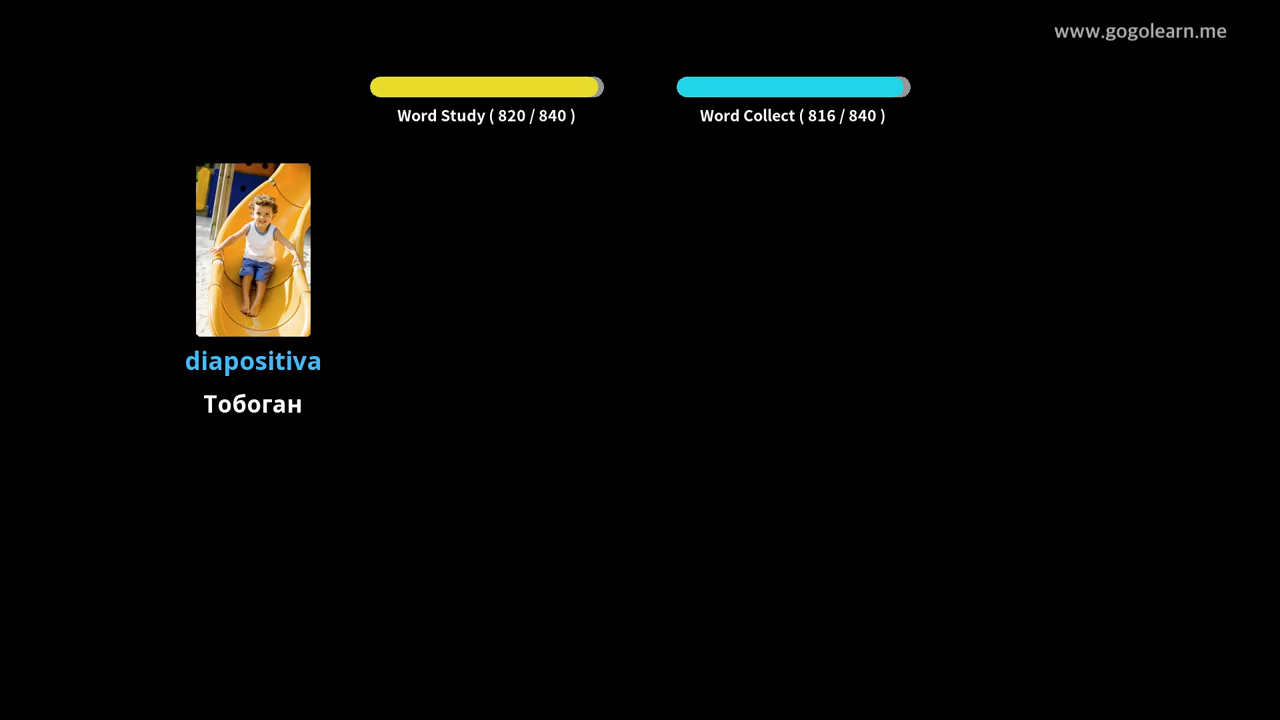 www.gogolearn.me
Word Study ( 820 / 840 )
Word Collect ( 816 / 840 )
diapositiva
Тобоган